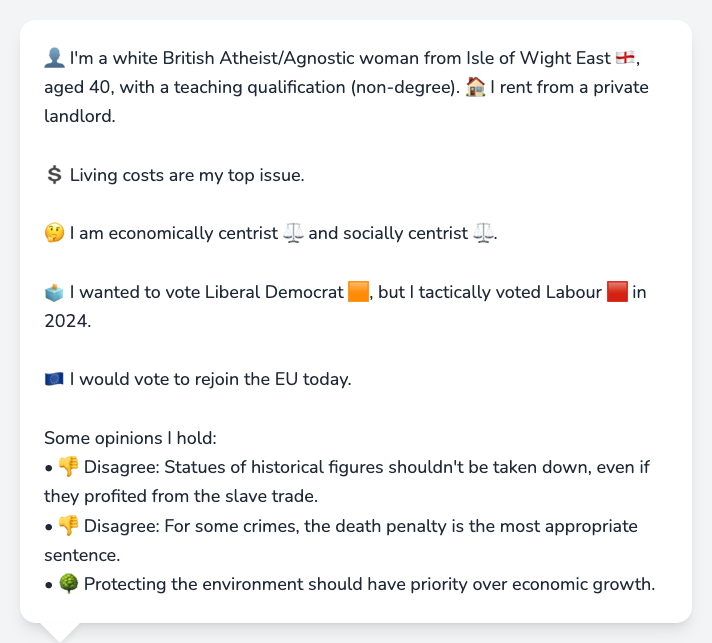 👤 I'm a white British Atheist/Agnostic woman from Isle of Wight East 🏴󠁧󠁢󠁥󠁮󠁧󠁿,
aged 40, with a teaching qualification (non-degree). 🏠 I rent from a private
landlord.
💲 Living costs are my top issue.
🤔 I am economically centrist ⚖️ and socially centrist ⚖️.
🗳️ I wanted to vote Liberal Democrat 🟧, but I tactically voted Labour 🟥 in
2024.
🇪🇺 I would vote to rejoin the EU today.
Some opinions I hold:
• 👎 Disagree: Statues of historical figures shouldn't be taken down, even if
they profited from the slave trade.
• 👎 Disagree: For some crimes, the death penalty is the most appropriate
sentence.
• 🌳 Protecting the environment should have priority over economic growth.